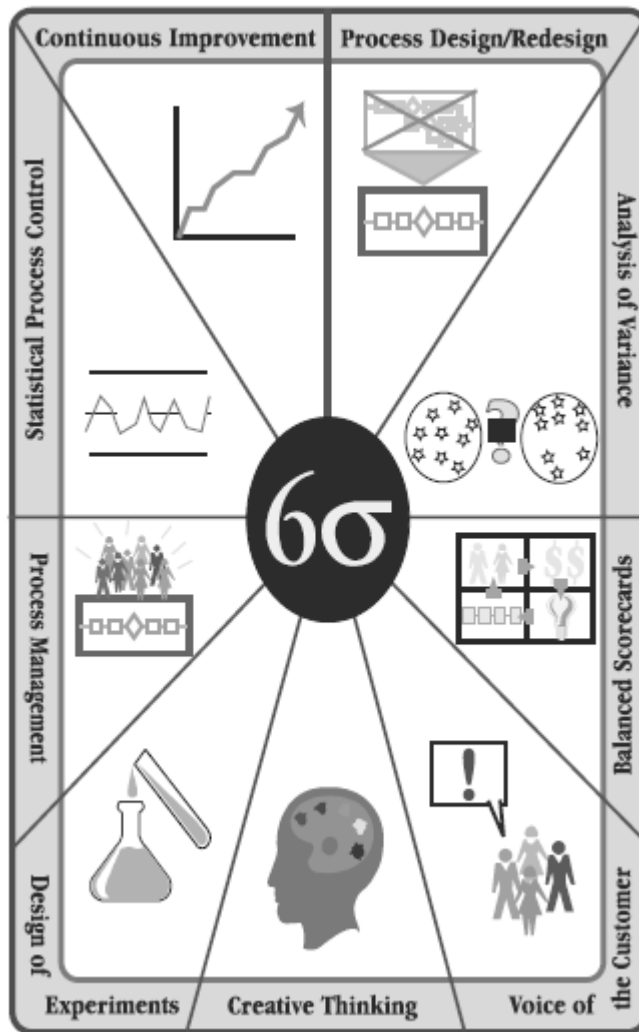 Continuous Improvement
Process Design/Redesign
Analysis of Variance
Balanced Scorecards
Voice of
the Customer
Creative Thinking
Design of
Experiments
Process Management
Statistical Process Control
6σ
?
$$
!